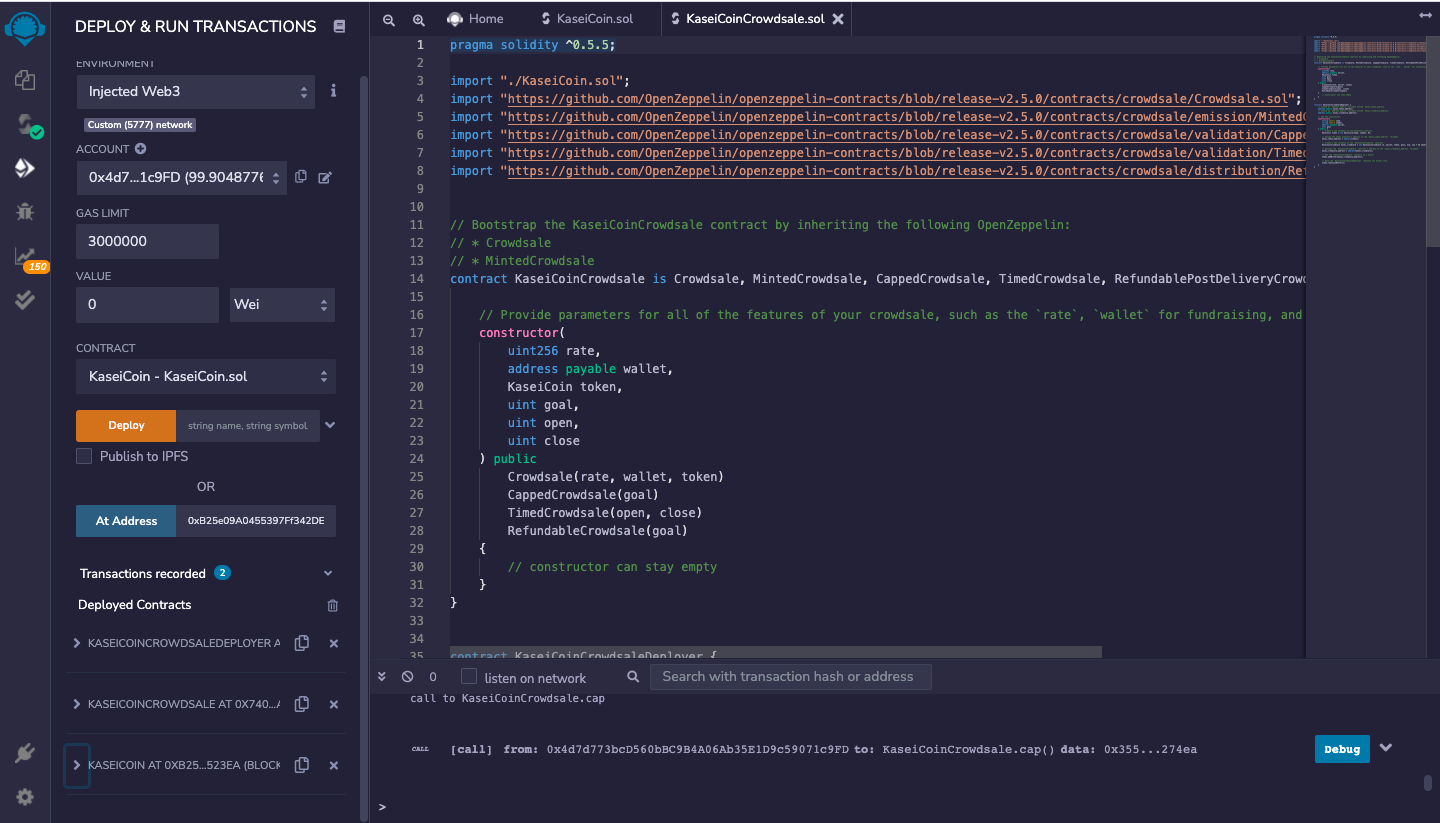 DEPLOY & RUN TRANSACTIONS
ENVIRONMENT
Injected Web3
Custom (5777) network
ACCOUNT
0x4d7...1c9FD (99.9048776
GAS LIMIT
3000000
VALUE
0
Wei
CONTRACT
KaseiCoin - KaseiCoin.sol
Deploy
string name, string symbol,
Publish to IPFS
OR
At Address
0xB25e09A0455397Ff342DE
Transactions recorded 2
Deployed Contracts
KASEICOINCROWDSALEDEPLOYER A
KASEICOINCROWDSALE AT 0X740...A
KASEICOIN AT 0XB25...523EA (BLOCK
150
Home
KaseiCoin.sol
KaseiCoinCrowdsale.sol
1 pragma solidity ^0.5.5;
2
3 import "./KaseiCoin.sol";
4 import "https://github.com/OpenZeppelin/openzeppelin-contracts/blob/release-v2.5.0/contracts/crowdsale/Crowdsale.sol";
5 import "https://github.com/OpenZeppelin/openzeppelin-contracts/blob/release-v2.5.0/contracts/crowdsale/emission/MintedC
6 import "https://github.com/OpenZeppelin/openzeppelin-contracts/blob/release-v2.5.0/contracts/crowdsale/validation/Cappe
7 import "https://github.com/OpenZeppelin/openzeppelin-contracts/blob/release-v2.5.0/contracts/crowdsale/validation/Timed
8 import "https://github.com/OpenZeppelin/openzeppelin-contracts/blob/release-v2.5.0/contracts/crowdsale/distribution/Ref
9
10
11 // Bootstrap the KaseiCoinCrowdsale contract by inheriting the following OpenZeppelin:
12 // * Crowdsale
13 // * MintedCrowdsale
14 contract KaseiCoinCrowdsale is Crowdsale, MintedCrowdsale, CappedCrowdsale, TimedCrowdsale, RefundablePostDeliveryCrowd
15
16 // Provide parameters for all of the features of your crowdsale, such as the `rate`, `wallet` for fundraising, and
17 constructor(
18 uint256 rate,
19 address payable wallet,
20 KaseiCoin token,
21 uint goal,
22 uint open,
23 uint close
24 ) public
25 Crowdsale(rate, wallet, token)
26 CappedCrowdsale(goal)
27 TimedCrowdsale(open, close)
28 RefundableCrowdsale(goal)
29 {
30 // constructor can stay empty
31 }
32 }
33
34
35 contract KaseiCoinCrowdsaleDeployer {
0
listen on network
Search with transaction hash or address
call to KaseiCoinCrowdsale.cap
CALL [call] from: 0x4d7d773bcD560bBC9B4A06Ab35E1D9c59071c9FD to: KaseiCoinCrowdsale.cap() data: 0x355...274ea
Debug
>